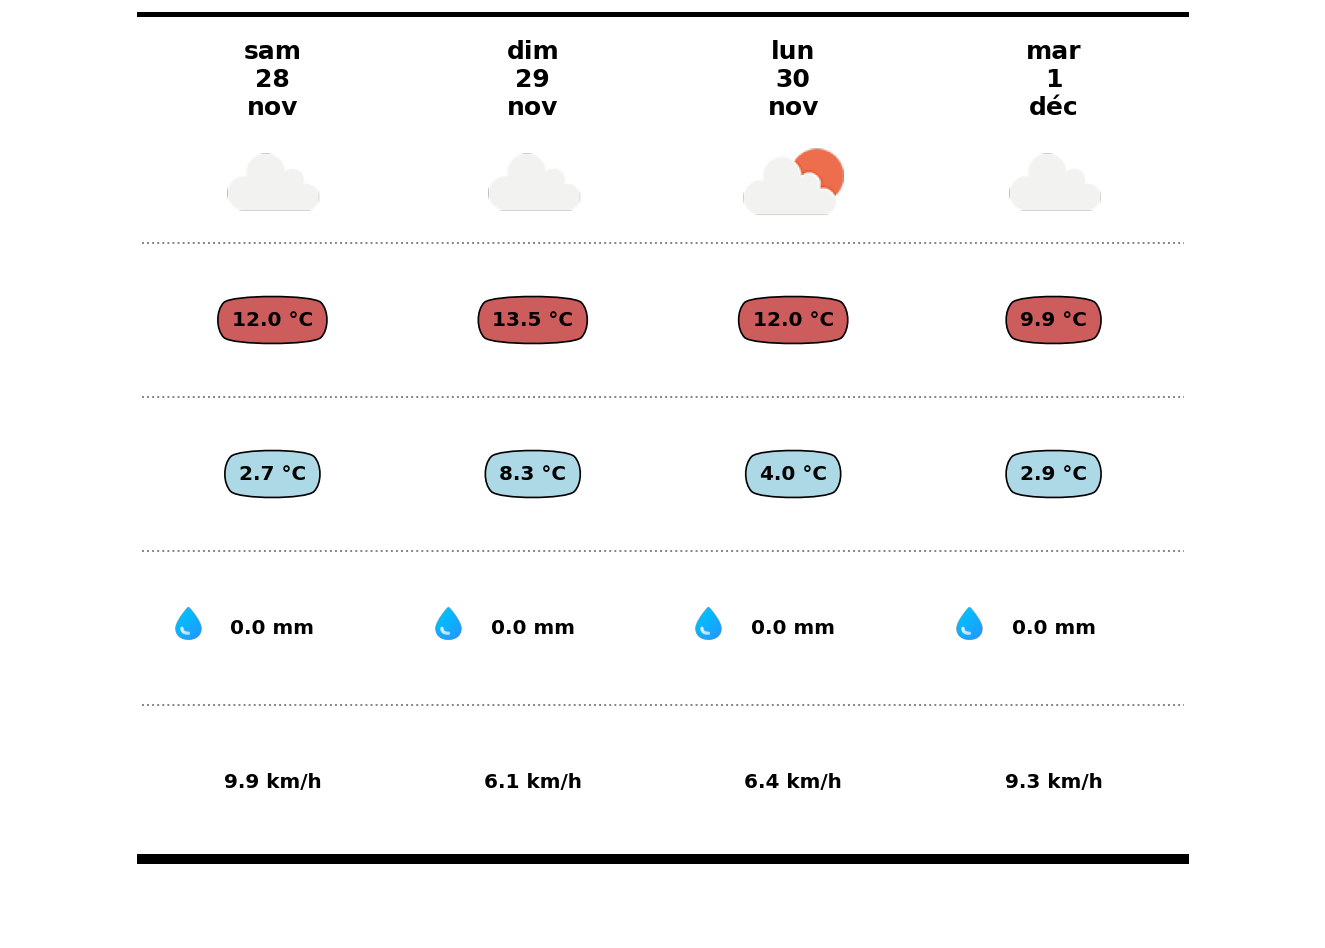 sam dim lun mar
28 29 30 1
nov nov nov déc
12.0 °C 13.5 °C 12.0 °C 9.9 °C
2.7 °C 8.3 °C 4.0 °C 2.9 °C
0.0 mm 0.0 mm 0.0 mm 0.0 mm
9.9 km/h 6.1 km/h 6.4 km/h 9.3 km/h